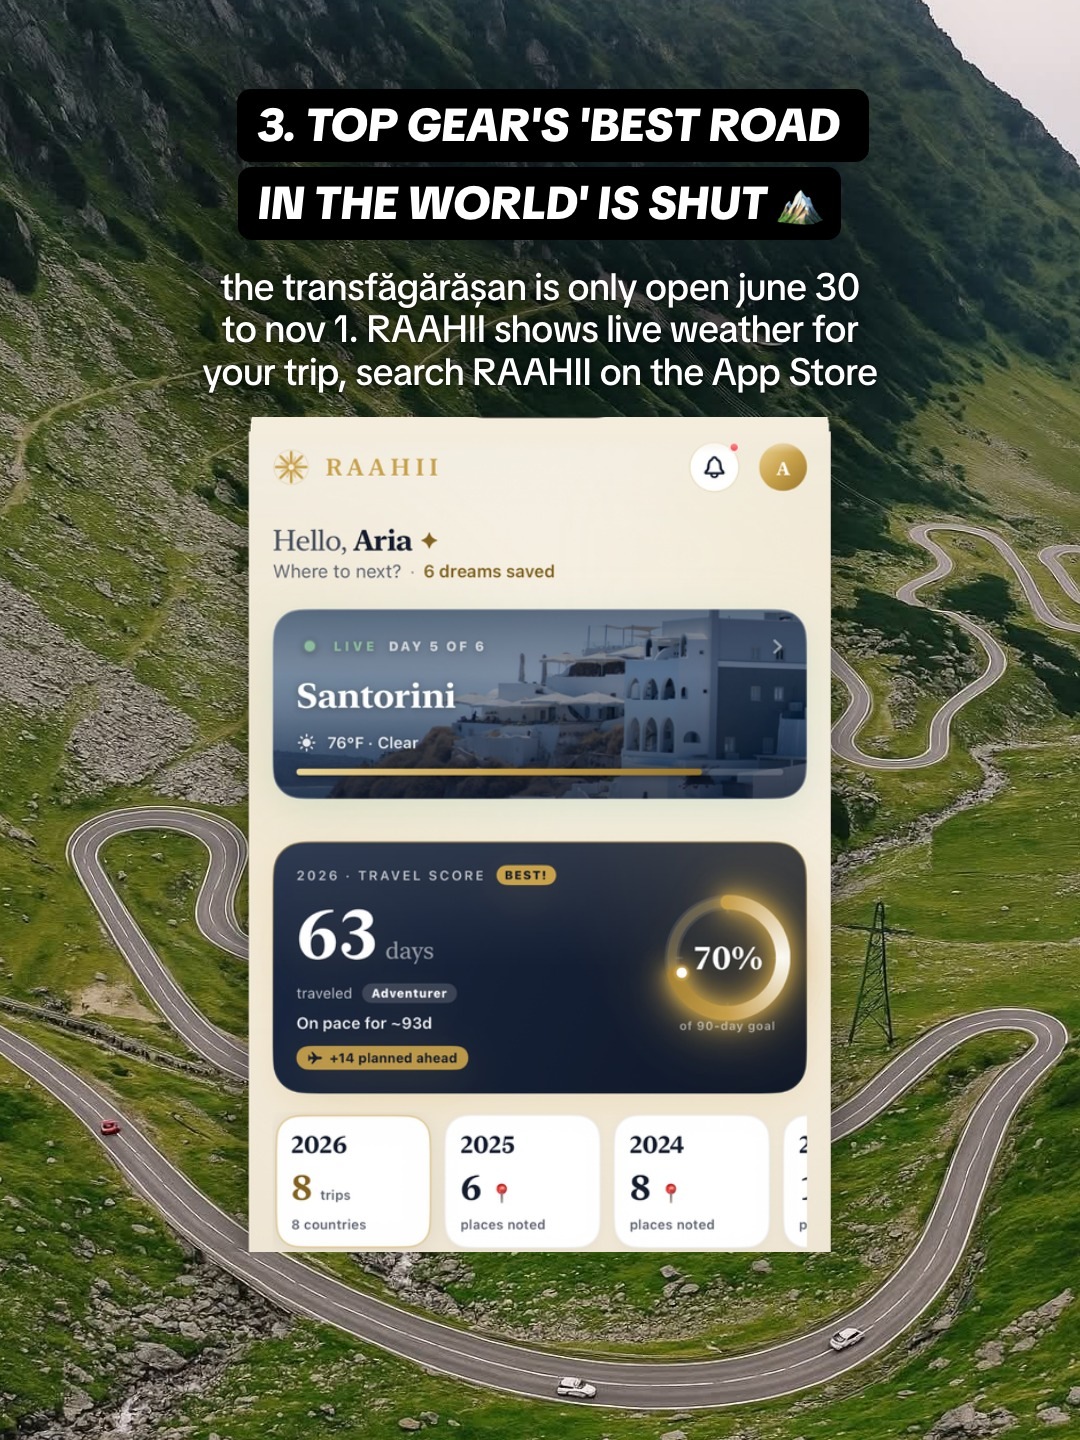 3. TOP GEAR'S 'BEST ROAD
IN THE WORLD' IS SHUT
the transfăgărășan is only open june 30
to nov 1. RAAHII shows live weather for
your trip, search RAAHII on the App Store
RAAHII
A
Hello, Aria
Where to next? · 6 dreams saved
LIVE DAY 5 OF 6
Santorini
76°F · Clear
2026 · TRAVEL SCORE BEST!
63 days
70%
traveled Adventurer
of 90-day goal
On pace for ~93d
+14 planned ahead
2026 2025 2024
8 trips 6 8
8 countries places noted places noted